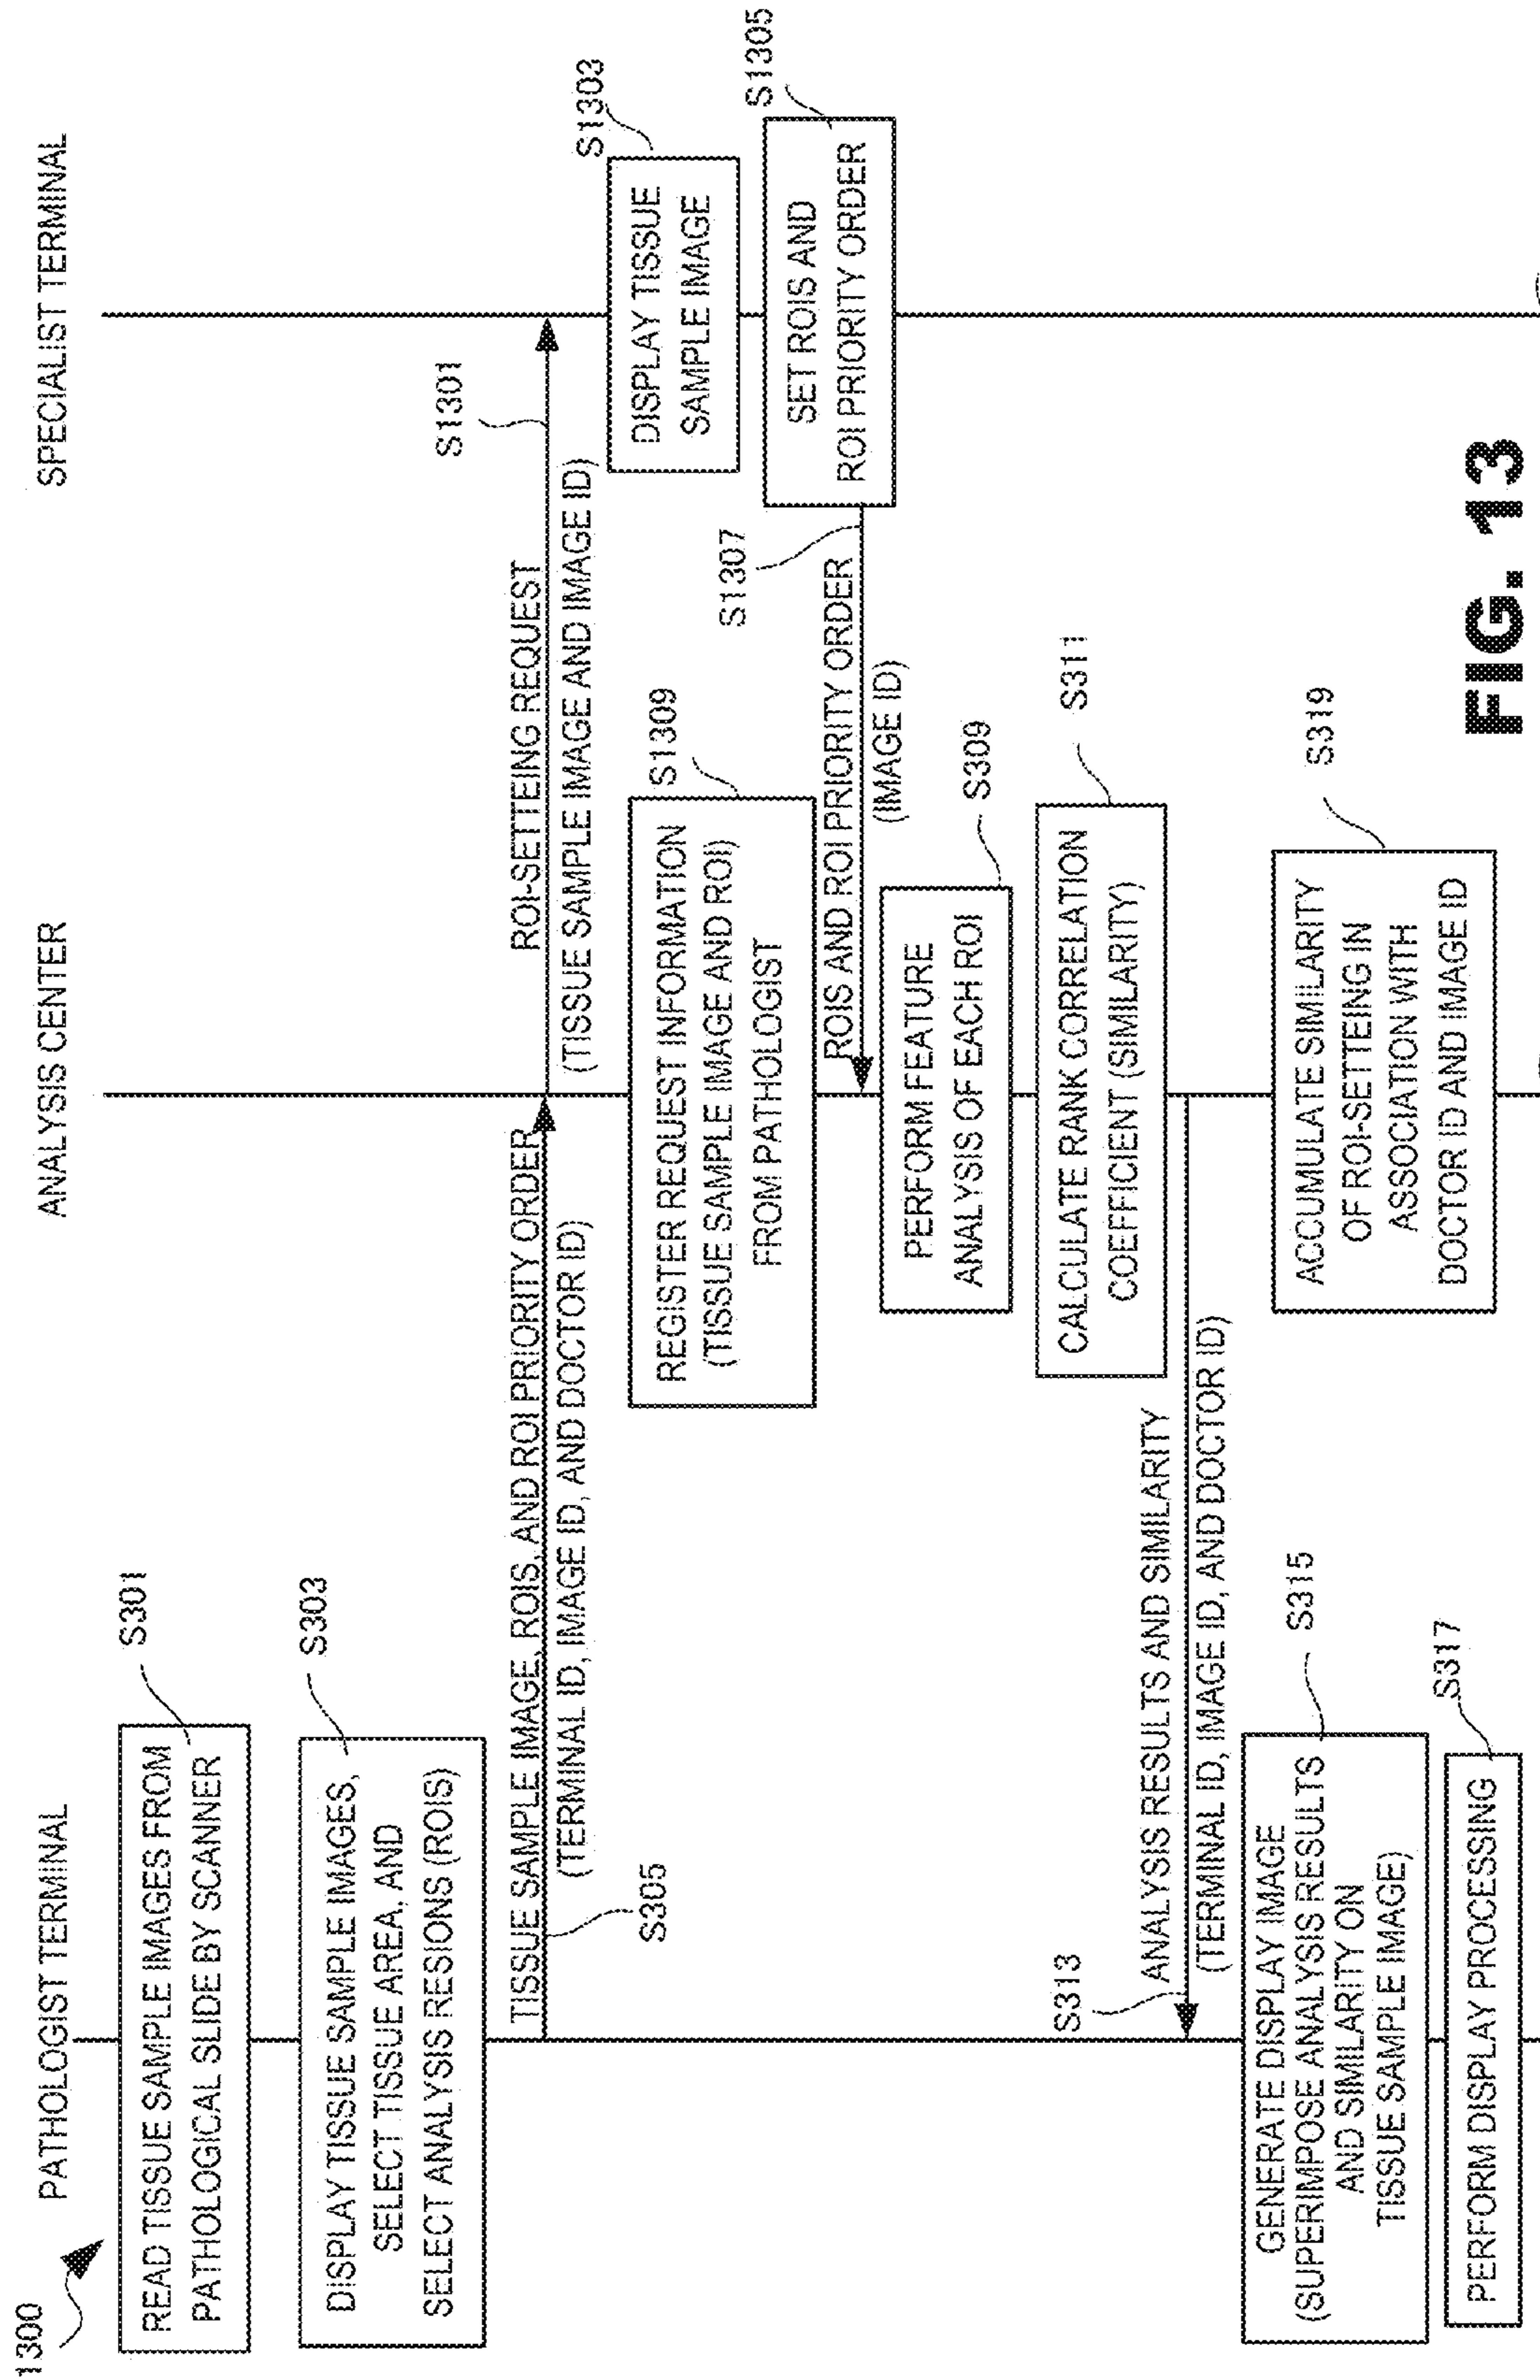 1300
PATHOLOGIST TERMINAL
ANALYSIS CENTER
SPECIALIST TERMINAL
S301
READ TISSUE SAMPLE IMAGES FROM
PATHOLOGICAL SLIDE BY SCANNER
S303
DISPLAY TISSUE SAMPLE IMAGES,
SELECT TISSUE AREA, AND
SELECT ANALYSIS RESIONS (ROIS)
TISSUE SAMPLE IMAGE, ROIS, AND ROI PRIORITY ORDER
(TERMINAL ID, IMAGE ID, AND DOCTOR ID)
S305
S1301
ROI-SETTEING REQUEST
(TISSUE SAMPLE IMAGE AND IMAGE ID)
S1303
DISPLAY TISSUE
SAMPLE IMAGE
S1309
REGISTER REQUEST INFORMATION
(TISSUE SAMPLE IMAGE AND ROI)
FROM PATHOLOGIST
S1305
SET ROIS AND
ROI PRIORITY ORDER
S1307
ROIS AND ROI PRIORITY ORDER
(IMAGE ID)
S309
PERFORM FEATURE
ANALYSIS OF EACH ROI
S311
CALCULATE RANK CORRELATION
COEFFICIENT (SIMILARITY)
S313
ANALYSIS RESULTS AND SIMILARITY
(TERMINAL ID, IMAGE ID, AND DOCTOR ID)
S315
GENERATE DISPLAY IMAGE
(SUPERIMPOSE ANALYSIS RESULTS
AND SIMILARITY ON
TISSUE SAMPLE IMAGE)
S319
ACCUMULATE SIMILARITY
OF ROI-SETTEING IN
ASSOCIATION WITH
DOCTOR ID AND IMAGE ID
S317
PERFORM DISPLAY PROCESSING
FIG. 13